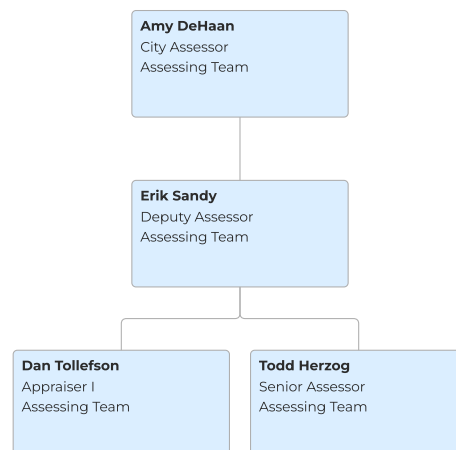 Amy DeHaan
City Assessor
Assessing Team
Erik Sandy
Deputy Assessor
Assessing Team
Dan Tollefson
Appraiser I
Assessing Team
Todd Herzog
Senior Assessor
Assessing Team